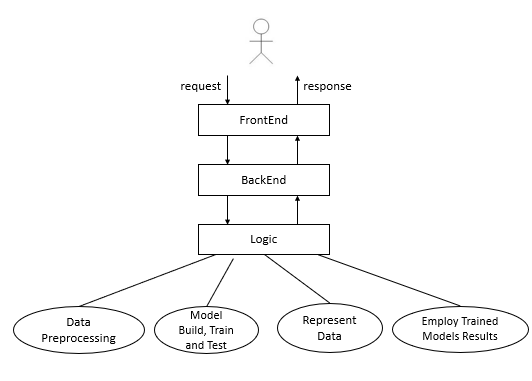 request
response
FrontEnd
BackEnd
Logic
Data
Preprocessing
Model
Build, Train
and Test
Represent
Data
Employ Trained
Models Results